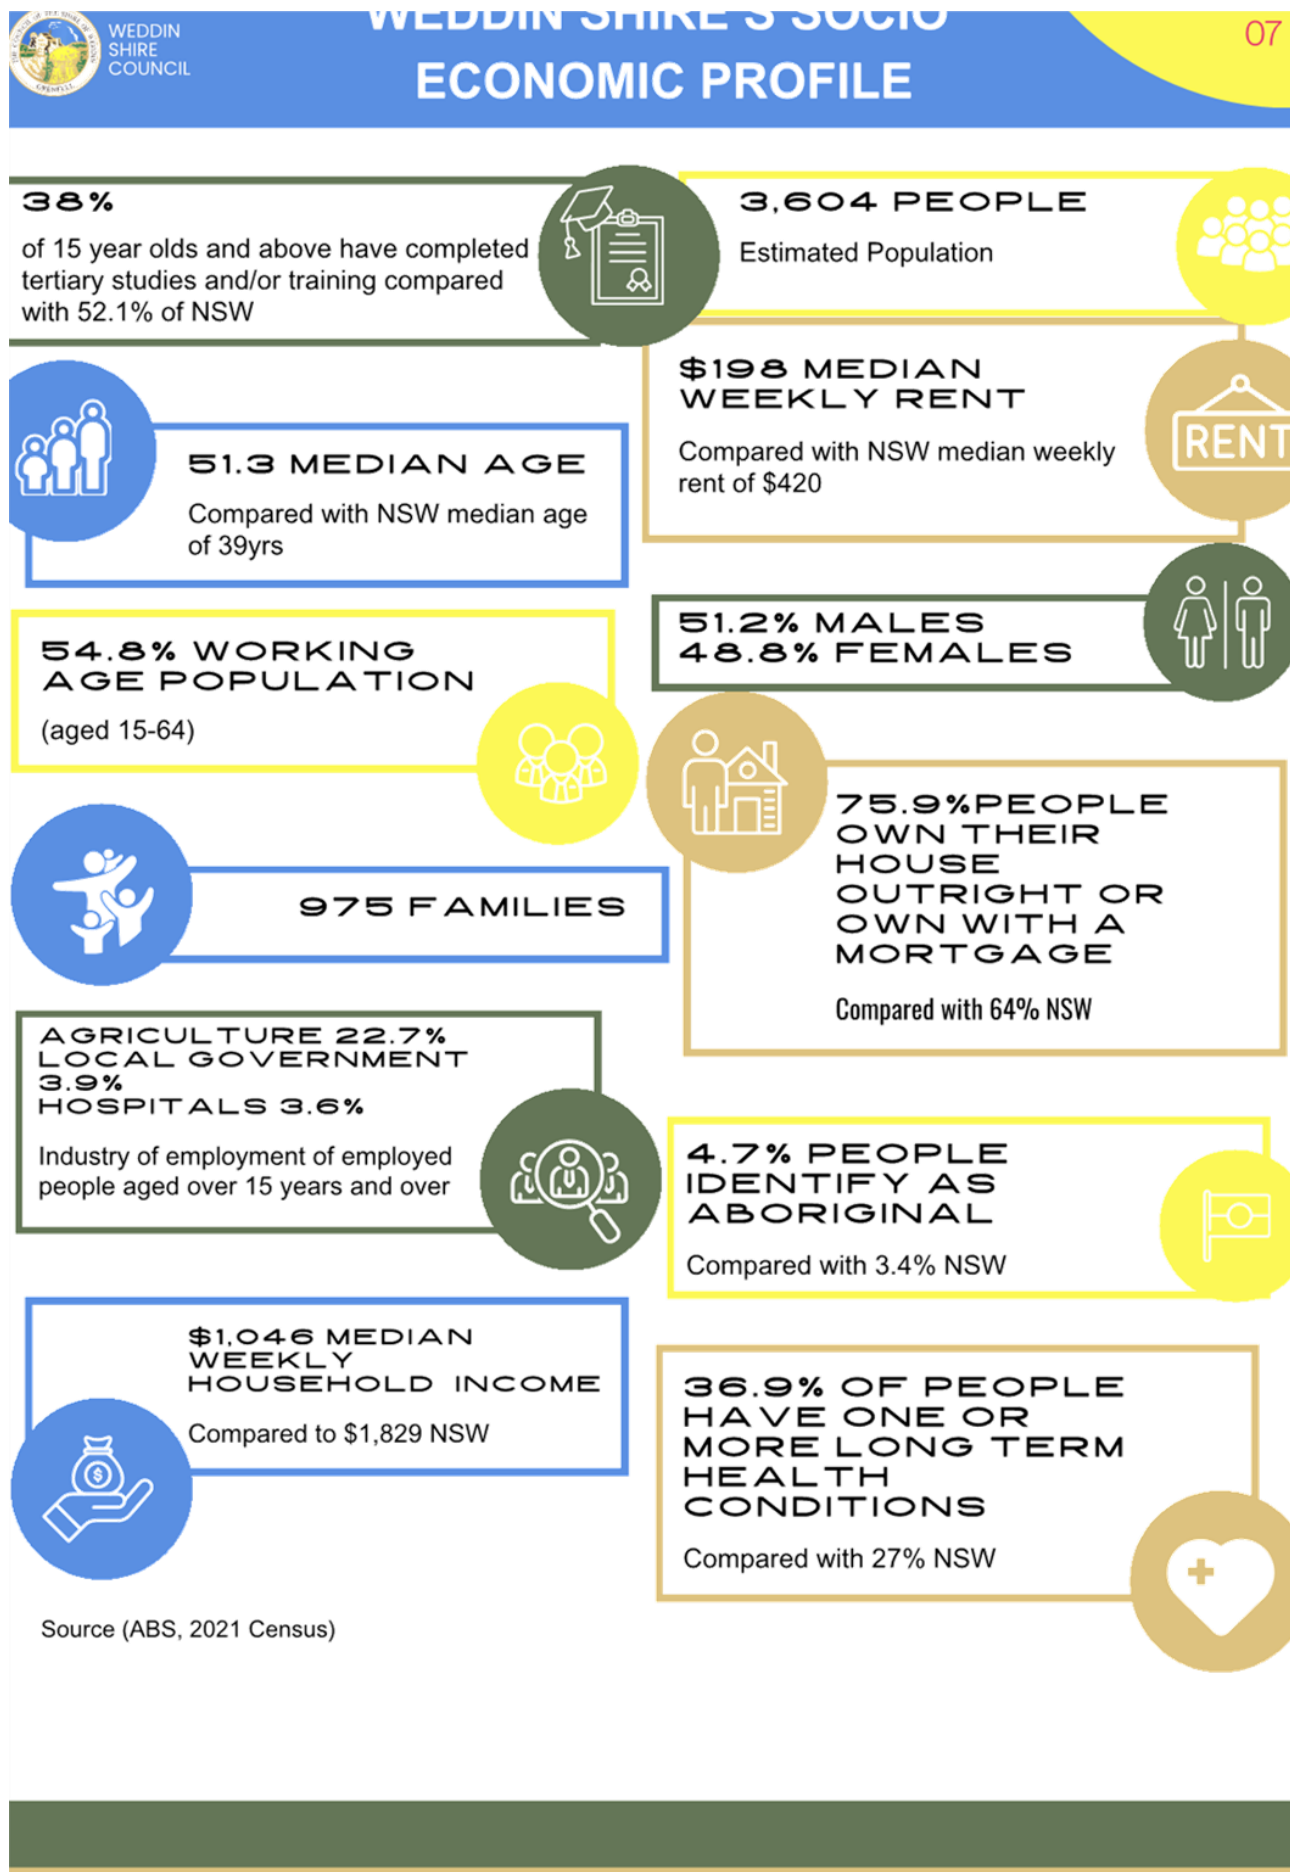 WEDDIN
SHIRE
COUNCIL
WEDDIN SHIRE'S SOCIO
ECONOMIC PROFILE
07
38%
of 15 year olds and above have completed
tertiary studies and/or training compared
with 52.1% of NSW
3,604 PEOPLE
Estimated Population
$198 MEDIAN
WEEKLY RENT
Compared with NSW median weekly
rent of $420
RENT
51.3 MEDIAN AGE
Compared with NSW median age
of 39yrs
51.2% MALES
48.8% FEMALES
54.8% WORKING
AGE POPULATION
(aged 15-64)
75.9%PEOPLE
OWN THEIR
HOUSE
OUTRIGHT OR
OWN WITH A
MORTGAGE
Compared with 64% NSW
975 FAMILIES
AGRICULTURE 22.7%
LOCAL GOVERNMENT
3.9%
HOSPITALS 3.6%
Industry of employment of employed
people aged over 15 years and over
4.7% PEOPLE
IDENTIFY AS
ABORIGINAL
Compared with 3.4% NSW
$1,046 MEDIAN
WEEKLY
HOUSEHOLD INCOME
Compared to $1,829 NSW
$
36.9% OF PEOPLE
HAVE ONE OR
MORE LONG TERM
HEALTH
CONDITIONS
Compared with 27% NSW
Source (ABS, 2021 Census)